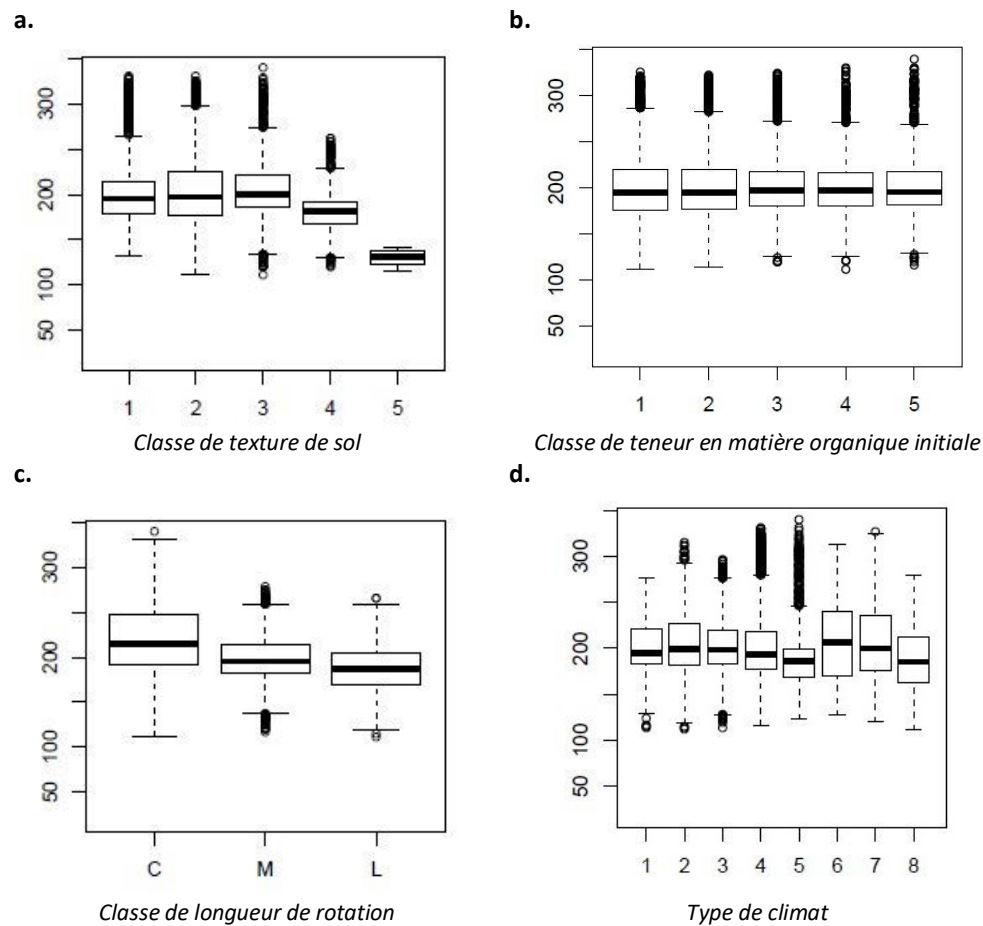 a.
b.
300
200
100
50
1 2 3 4 5
Classe de texture de sol
300
200
100
50
1 2 3 4 5
Classe de teneur en matière organique initiale
c.
d.
300
200
100
50
C M L
Classe de longueur de rotation
300
200
100
50
1 2 3 4 5 6 7 8
Type de climat